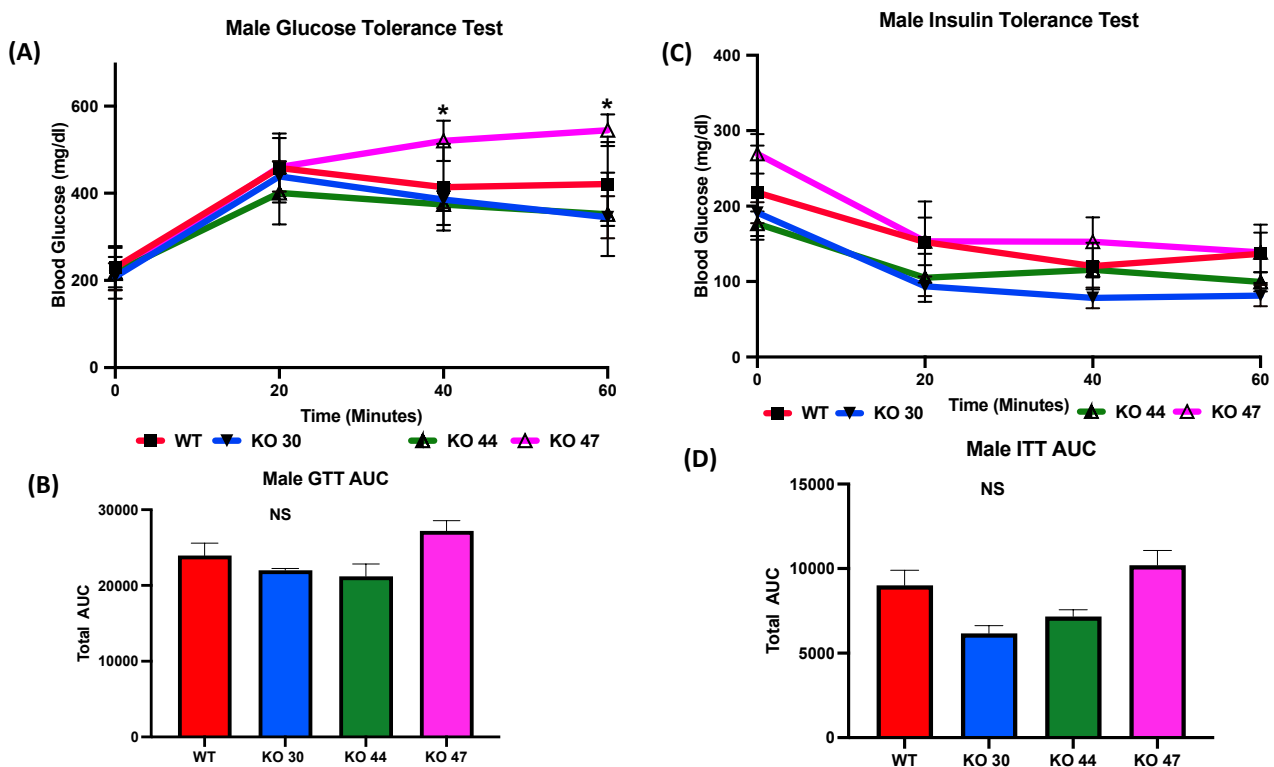 (A)
Male Glucose Tolerance Test
Blood Glucose (mg/dl)
600
400
200
0
*
*
0 20 40 60
Time (Minutes)
WT KO 30 KO 44 KO 47
(C)
Male Insulin Tolerance Test
Blood Glucose (mg/dl)
400
300
200
100
0
0 20 40 60
Time (Minutes)
WT KO 30 KO 44 KO 47
(B)
Male GTT AUC
NS
Total AUC
30000
20000
10000
0
WT KO 30 KO 44 KO 47
(D)
Male ITT AUC
NS
Total AUC
15000
10000
5000
0
WT KO 30 KO 44 KO 47